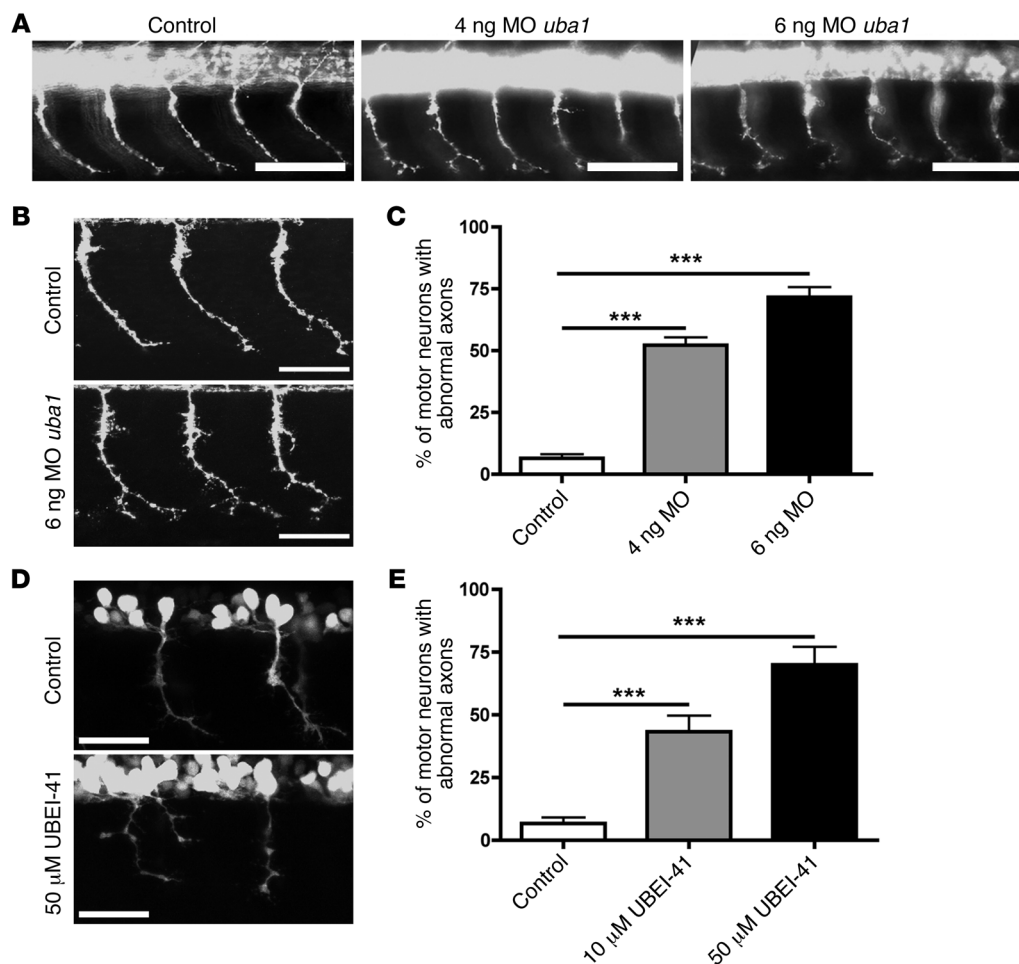 A
Control
4 ng MO uba1
6 ng MO uba1
B
Control
6 ng MO uba1
C
% of motor neurons with
abnormal axons
100
75
50
25
0
***
***
Control
4 ng MO
6 ng MO
D
Control
50 μM UBEI-41
E
% of motor neurons with
abnormal axons
100
75
50
25
0
***
***
Control
10 μM UBEI-41
50 μM UBEI-41